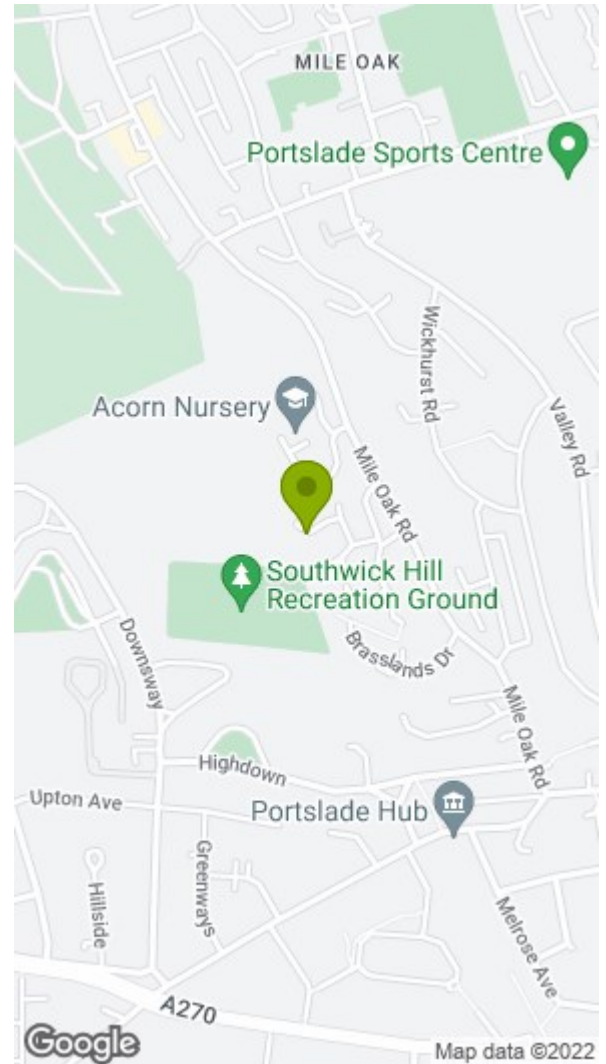 MILE OAK
Portslade Sports Centre
Wickhurst Rd
Valley Rd
Acorn Nursery
Mile Oak Rd
Southwick Hill
Recreation Ground
Brasslands Dr
Downsway
Mile Oak Rd
Highdown
Upton Ave
Portslade Hub
Greenways
Hillside
Melrose Ave
A270
Google
Map data ©2022